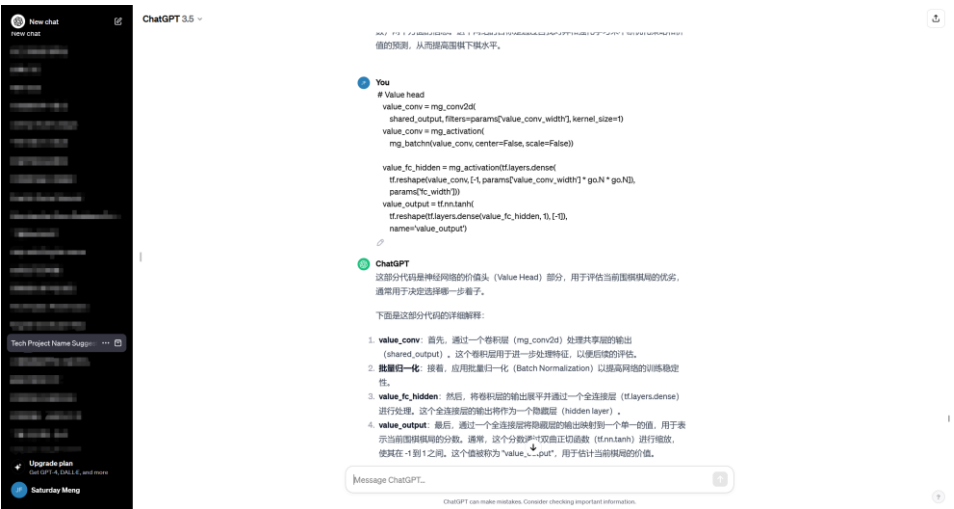 New chat
New chat
Tech Project Name Sugges
Upgrade plan
Get GPT-4, DALL·E, and more
JF
Saturday Meng
ChatGPT 3.5
值的预测，从而提高围棋下棋水平。
You
# Value head
value_conv = mg_conv2d(
shared_output, filters=params['value_conv_width'], kernel_size=1)
value_conv = mg_activation(
mg_batchn(value_conv, center=False, scale=False))
value_fc_hidden = mg_activation(tf.layers.dense(
tf.reshape(value_conv, [-1, params['value_conv_width'] * go.N * go.N]),
params['fc_width']))
value_output = tf.nn.tanh(
tf.reshape(tf.layers.dense(value_fc_hidden, 1), [-1]),
name='value_output')
ChatGPT
这部分代码是神经网络的价值头（Value Head）部分，用于评估当前围棋棋局的优劣，
通常用于决定选择哪一步着子。
下面是这部分代码的详细解释：
1. value_conv：首先，通过一个卷积层（mg_conv2d）处理共享层的输出
（shared_output）。这个卷积层用于进一步处理特征，以便后续的评估。
2. 批量归一化：接着，应用批量归一化（Batch Normalization）以提高网络的训练稳定
性。
3. value_fc_hidden：然后，将卷积层的输出展平并通过一个全连接层（tf.layers.dense）
进行处理。这个全连接层的输出将作为一个隐藏层（hidden layer）。
4. value_output：最后，通过一个全连接层将隐藏层的输出映射到一个单一的值，用于表
示当前围棋棋局的分数。通常，这个分数通过双曲正切函数（tf.nn.tanh）进行缩放，
使其在 -1 到 1 之间。这个值被称为 "value_output"，用于估计当前棋局的价值。
Message ChatGPT...
ChatGPT can make mistakes. Consider checking important information.
?